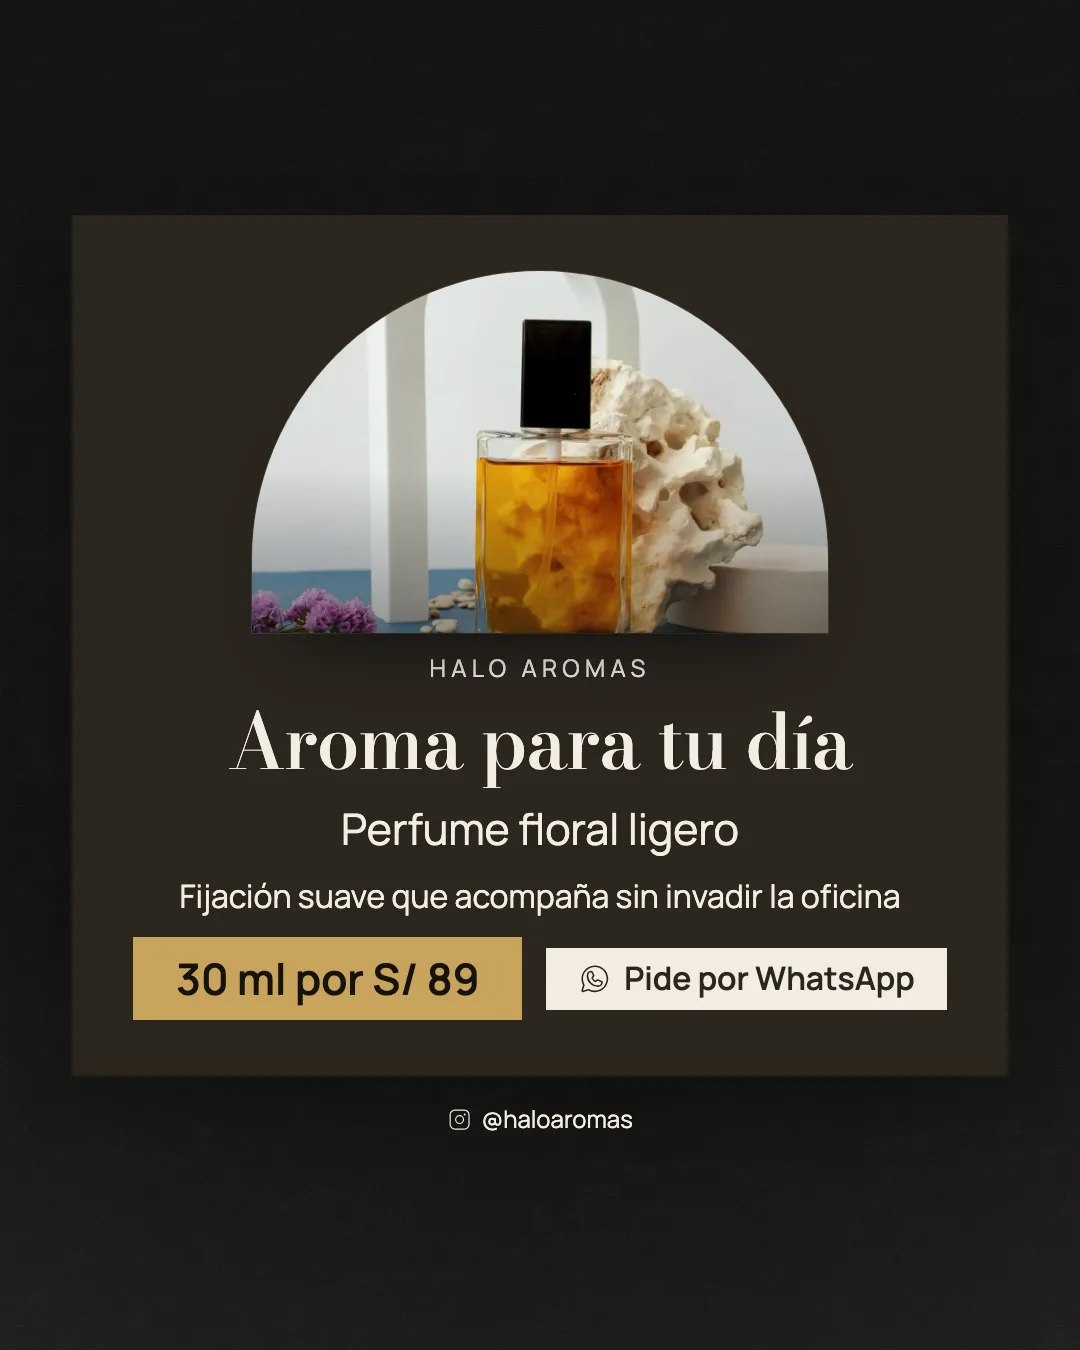 HALO AROMAS
Aroma para tu día
Perfume floral ligero
Fijación suave que acompaña sin invadir la oficina
30 ml por S/ 89
Pide por WhatsApp
@haloaromas